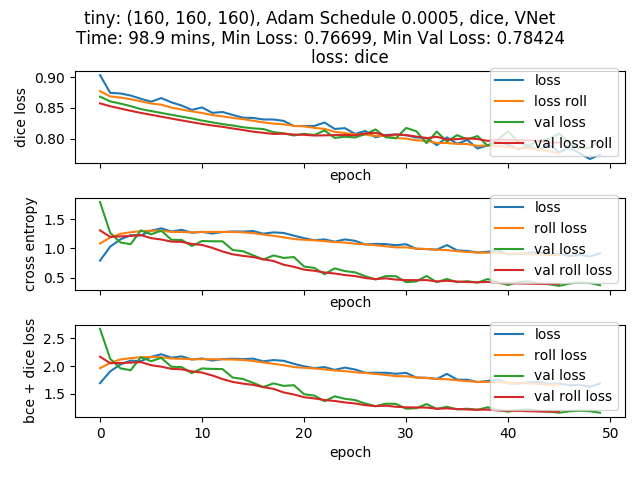 tiny: (160, 160, 160), Adam Schedule 0.0005, dice, VNet
Time: 98.9 mins, Min Loss: 0.76699, Min Val Loss: 0.78424
loss: dice
dice loss
0.90
0.85
0.80
loss
loss roll
val loss
val loss roll
epoch
cross entropy
1.5
1.0
0.5
loss
roll loss
val loss
val roll loss
epoch
bce + dice loss
2.5
2.0
1.5
loss
roll loss
val loss
val roll loss
0 10 20 30 40 50
epoch